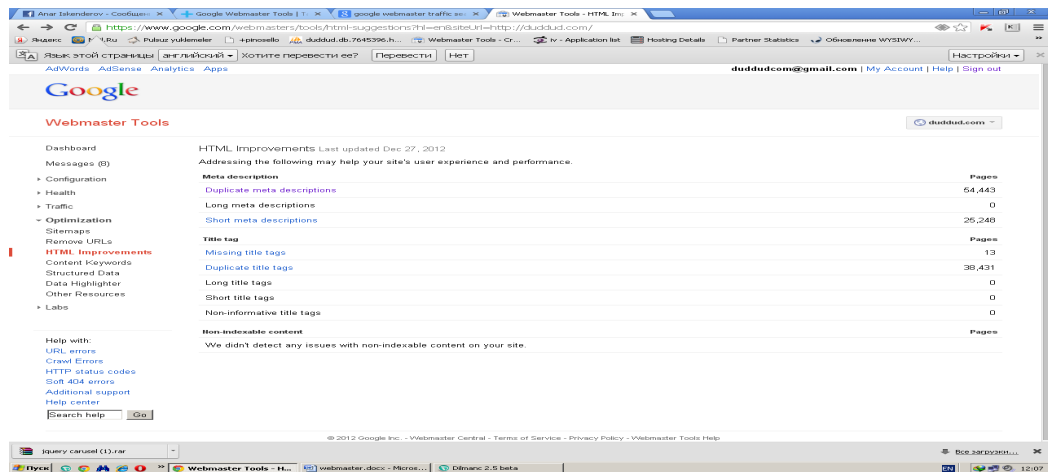 Anar Iskenderov - Сообщен
Google Webmaster Tools | T
google webmaster traffic se
Webmaster Tools - HTML Im
https://www.google.com/webmasters/tools/html-suggestions?hl=en&siteUrl=http://duddud.com/
Яндекс
Pulsuz yuklemeler
+pinosello
duddud.db.7645396.h...
Webmaster Tools - Cr...
iv - Application list
Hosting Details
Partner Statistics
Обновление WYSIWY...
Язык этой страницы английский Хотите перевести ее? Перевести Нет Настройки
AdWords AdSense Analytics Apps
duddudcom@gmail.com | My Account | Help | Sign out
Google
Webmaster Tools
duddud.com
Dashboard
Messages (8)
Configuration
Health
Traffic
Optimization
Sitemaps
Remove URLs
HTML Improvements
Content Keywords
Structured Data
Data Highlighter
Other Resources
Labs
Help with:
URL errors
Crawl Errors
HTTP status codes
Soft 404 errors
Additional support
Help center
Search help Go
HTML Improvements Last updated Dec 27, 2012
Addressing the following may help your site's user experience and performance.
Meta description Pages
Duplicate meta descriptions 54,443
Long meta descriptions 0
Short meta descriptions 25,248
Title tag Pages
Missing title tags 13
Duplicate title tags 38,431
Long title tags 0
Short title tags 0
Non-informative title tags 0
Non-indexable content Pages
We didn't detect any issues with non-indexable content on your site.
© 2012 Google Inc. - Webmaster Central - Terms of Service - Privacy Policy - Webmaster Tools Help
jquery carusel (1).rar
Все загрузки...
Пуск
Webmaster Tools - H...
webmaster.docx - Micros...
Dilmanc 2.5 beta
EN
12:07